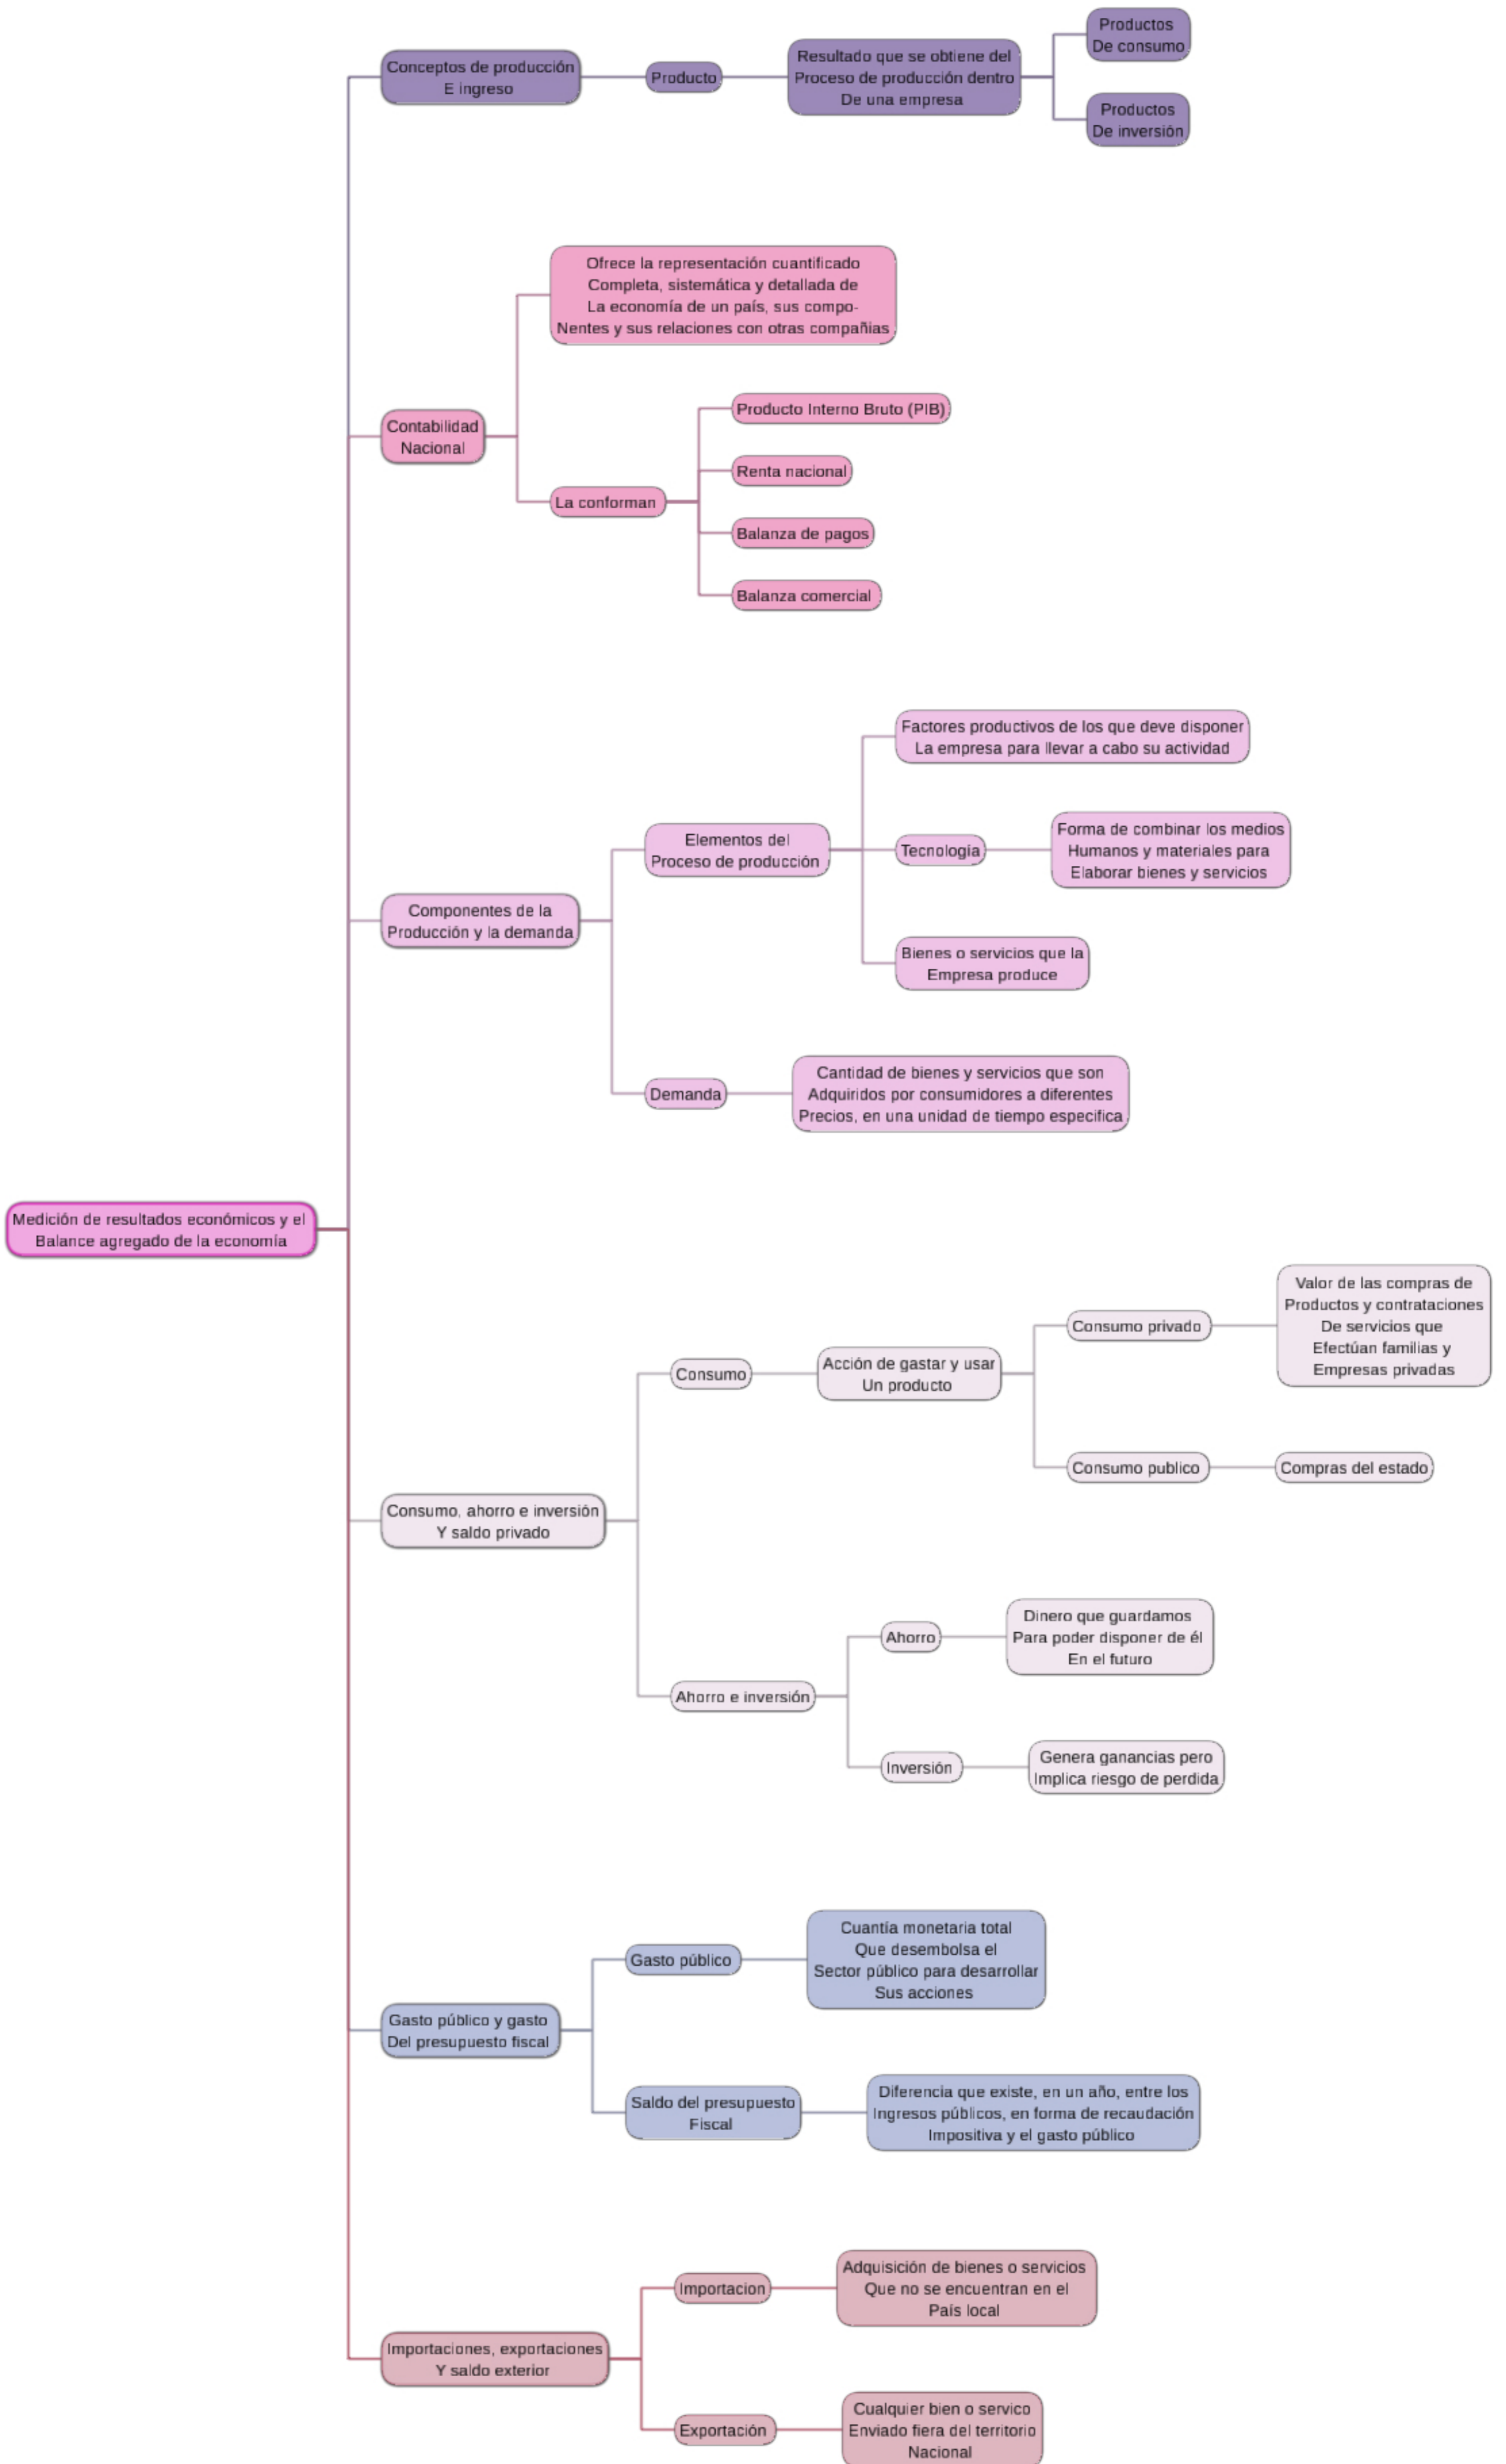 Conceptos de producción
E ingreso
Producto
Resultado que se obtiene del
Proceso de producción dentro
De una empresa
Productos
De consumo
Productos
De inversión
Contabilidad
Nacional
Ofrece la representación cuantificado
Completa, sistemática y detallada de
La economía de un país, sus compo-
Nentes y sus relaciones con otras compañias
La conforman
Producto Interno Bruto (PIB)
Renta nacional
Balanza de pagos
Balanza comercial
Componentes de la
Producción y la demanda
Elementos del
Proceso de producción
Factores productivos de los que deve disponer
La empresa para llevar a cabo su actividad
Tecnología
Forma de combinar los medios
Humanos y materiales para
Elaborar bienes y servicios
Bienes o servicios que la
Empresa produce
Demanda
Cantidad de bienes y servicios que son
Adquiridos por consumidores a diferentes
Precios, en una unidad de tiempo especifica
Medición de resultados económicos y el
Balance agregado de la economía
Consumo, ahorro e inversión
Y saldo privado
Consumo
Acción de gastar y usar
Un producto
Consumo privado
Valor de las compras de
Productos y contrataciones
De servicios que
Efectúan familias y
Empresas privadas
Consumo publico
Compras del estado
Ahorro e inversión
Ahorro
Dinero que guardamos
Para poder disponer de él
En el futuro
Inversión
Genera ganancias pero
Implica riesgo de perdida
Gasto público y gasto
Del presupuesto fiscal
Gasto público
Cuantía monetaria total
Que desembolsa el
Sector público para desarrollar
Sus acciones
Saldo del presupuesto
Fiscal
Diferencia que existe, en un año, entre los
Ingresos públicos, en forma de recaudación
Impositiva y el gasto público
Importaciones, exportaciones
Y saldo exterior
Importacion
Adquisición de bienes o servicios
Que no se encuentran en el
País local
Exportación
Cualquier bien o servico
Enviado fiera del territorio
Nacional